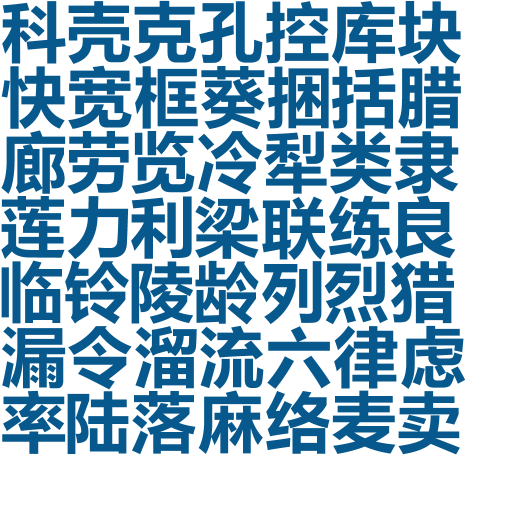 科壳克孔控库块
快宽框葵捆括腊
廊劳览冷犁类隶
莲力利梁联练良
临铃陵龄列烈猎
漏令溜流六律虑
率陆落麻络麦卖